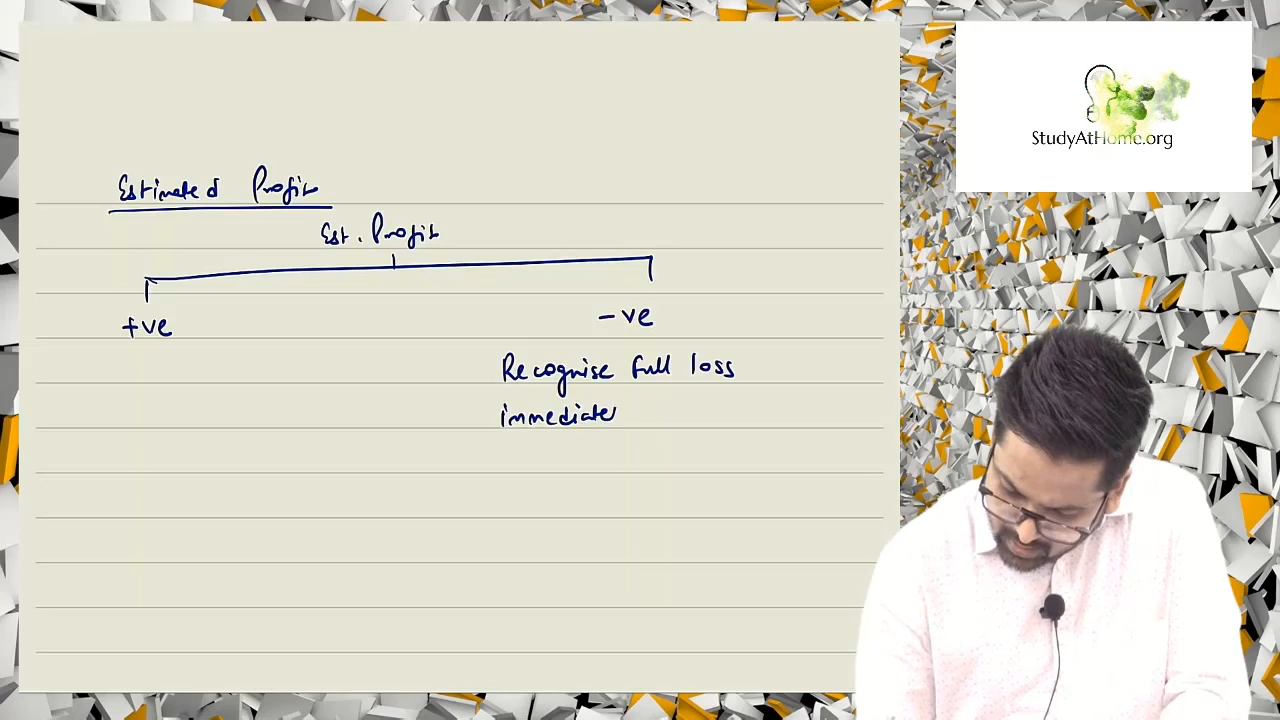 Estimated Profit
Est. Profit
+ve
-ve
Recognise full loss
immediate
StudyAtHome.org